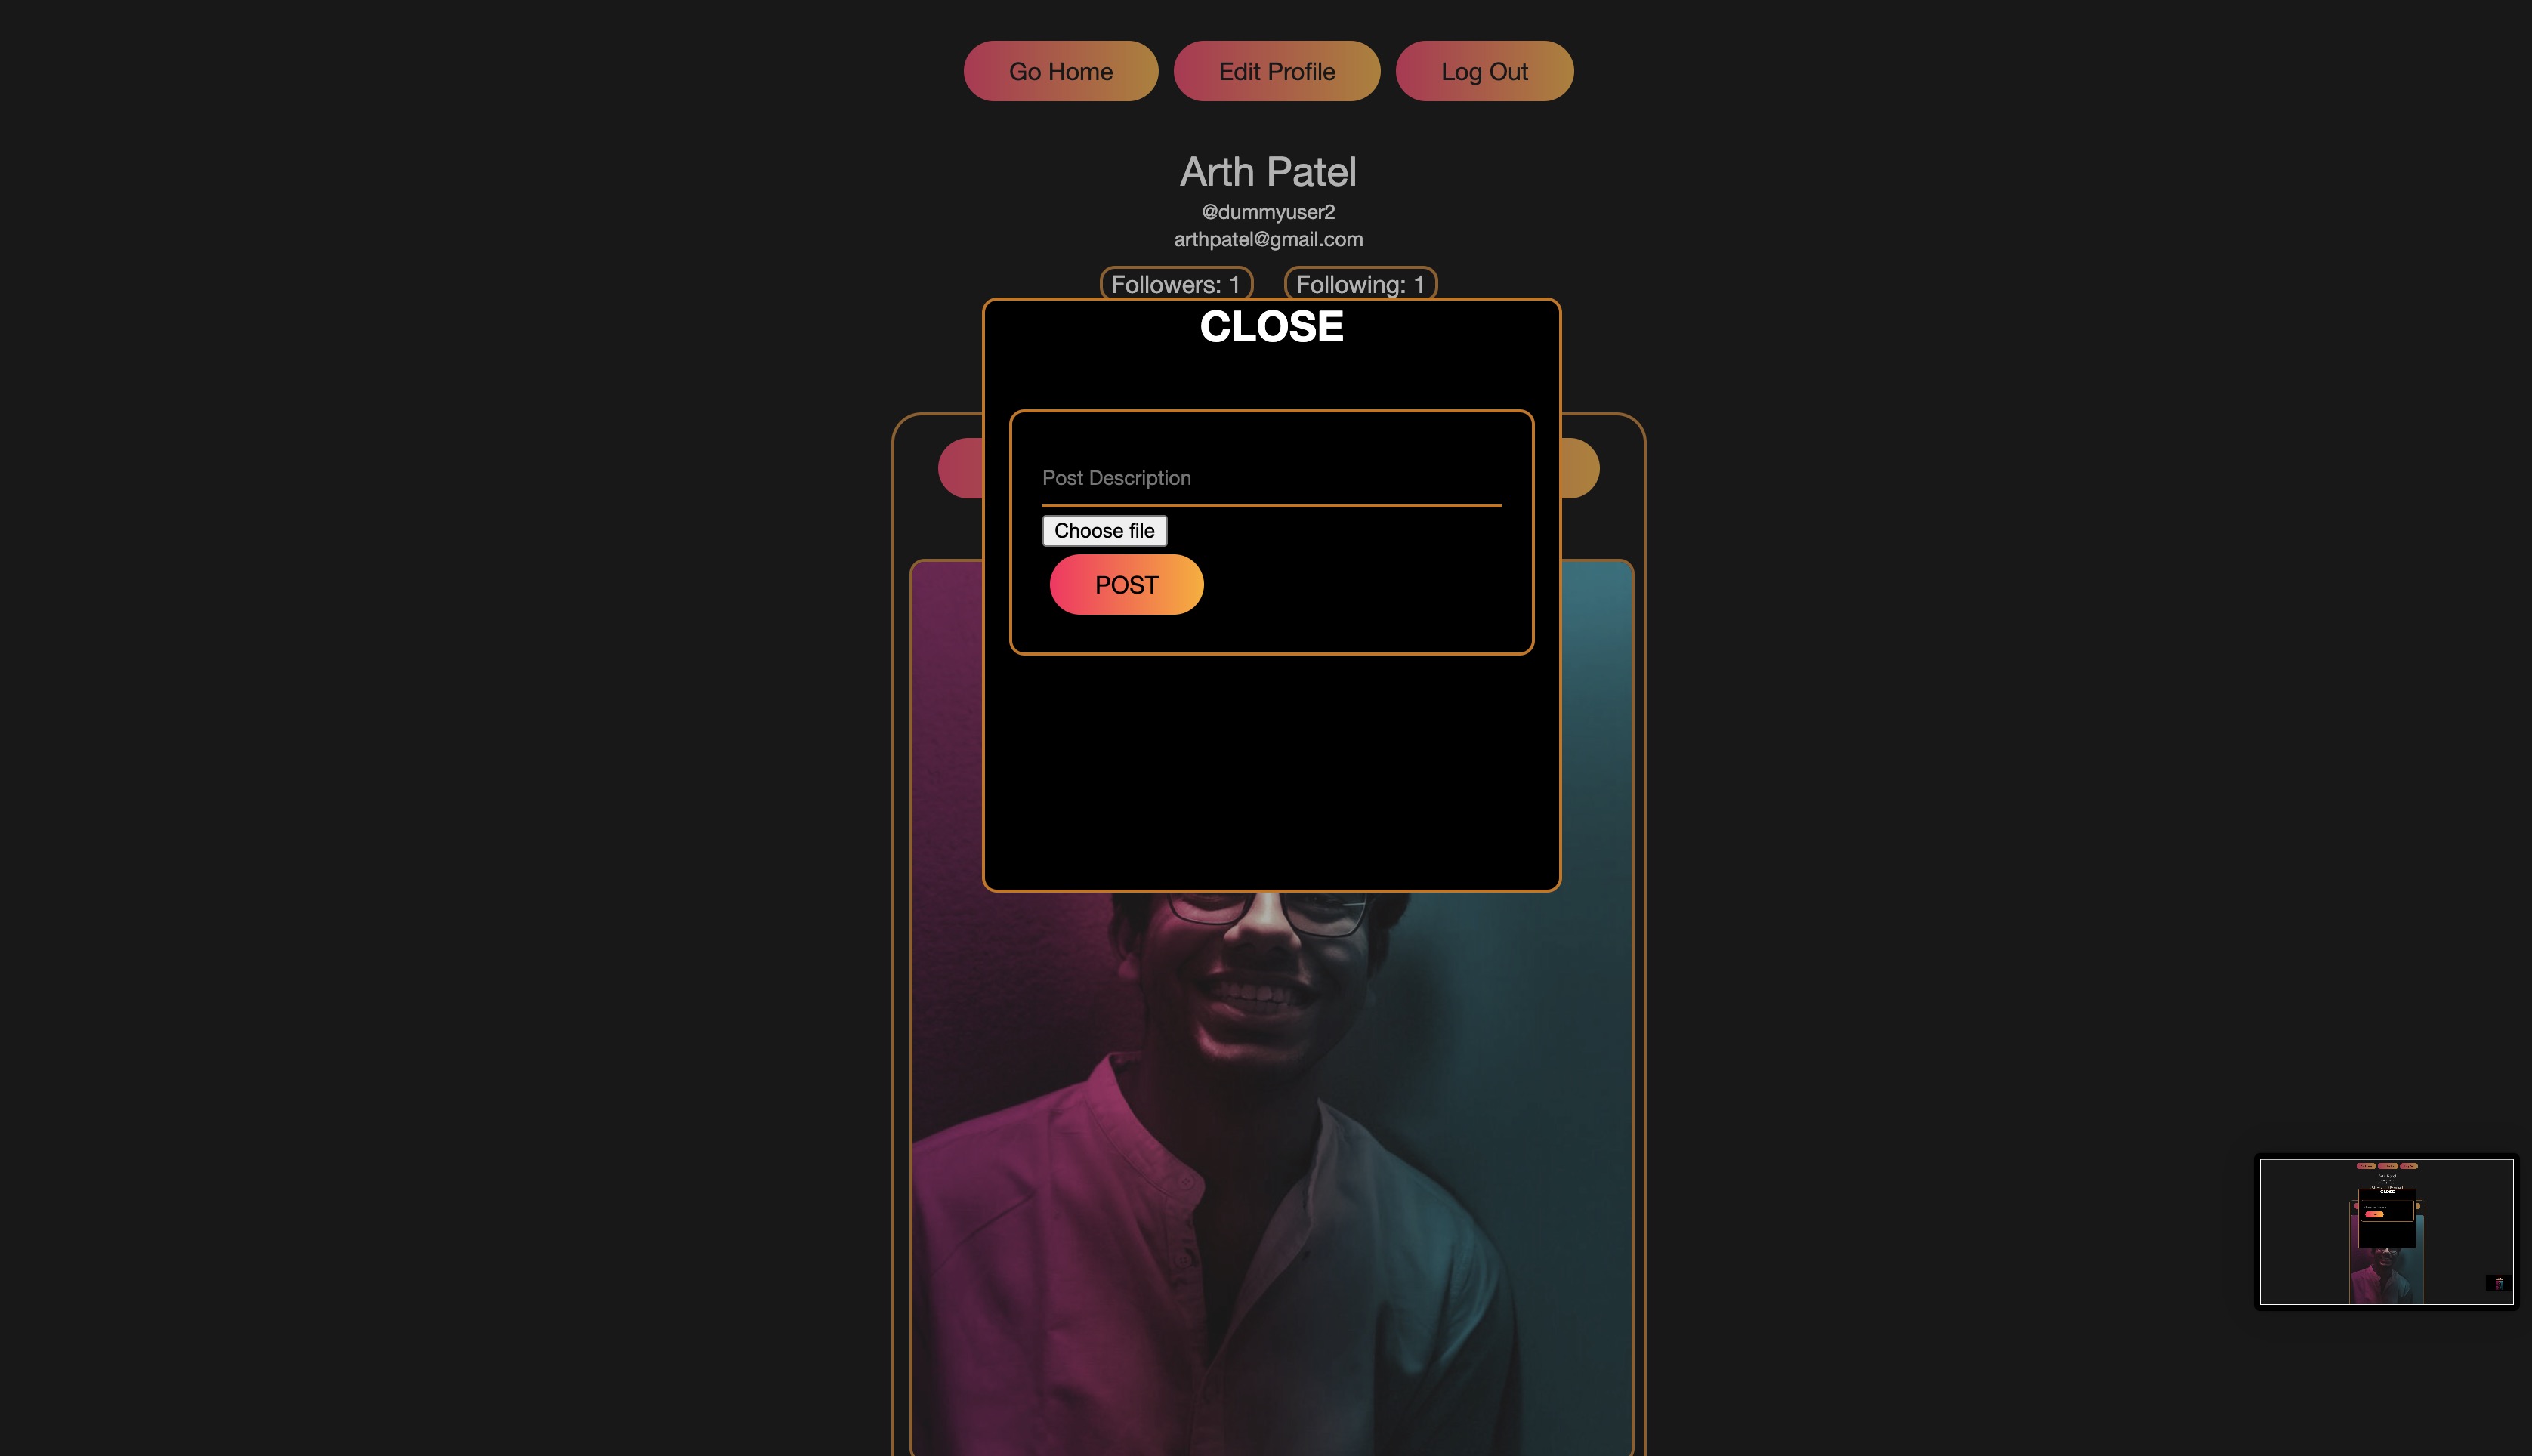 Go Home Edit Profile Log Out
Arth Patel
@dummyuser2
arthpatel@gmail.com
Followers: 1 Following: 1
CLOSE
Post Description
Choose file
POST
CLOSE